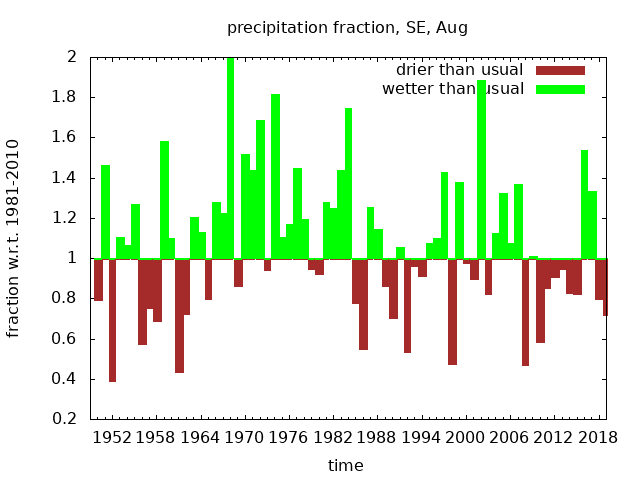 precipitation fraction, SE, Aug
drier than usual
wetter than usual
fraction w.r.t. 1981-2010
2
1.8
1.6
1.4
1.2
1
0.8
0.6
0.4
0.2
1952 1958 1964 1970 1976 1982 1988 1994 2000 2006 2012 2018
time